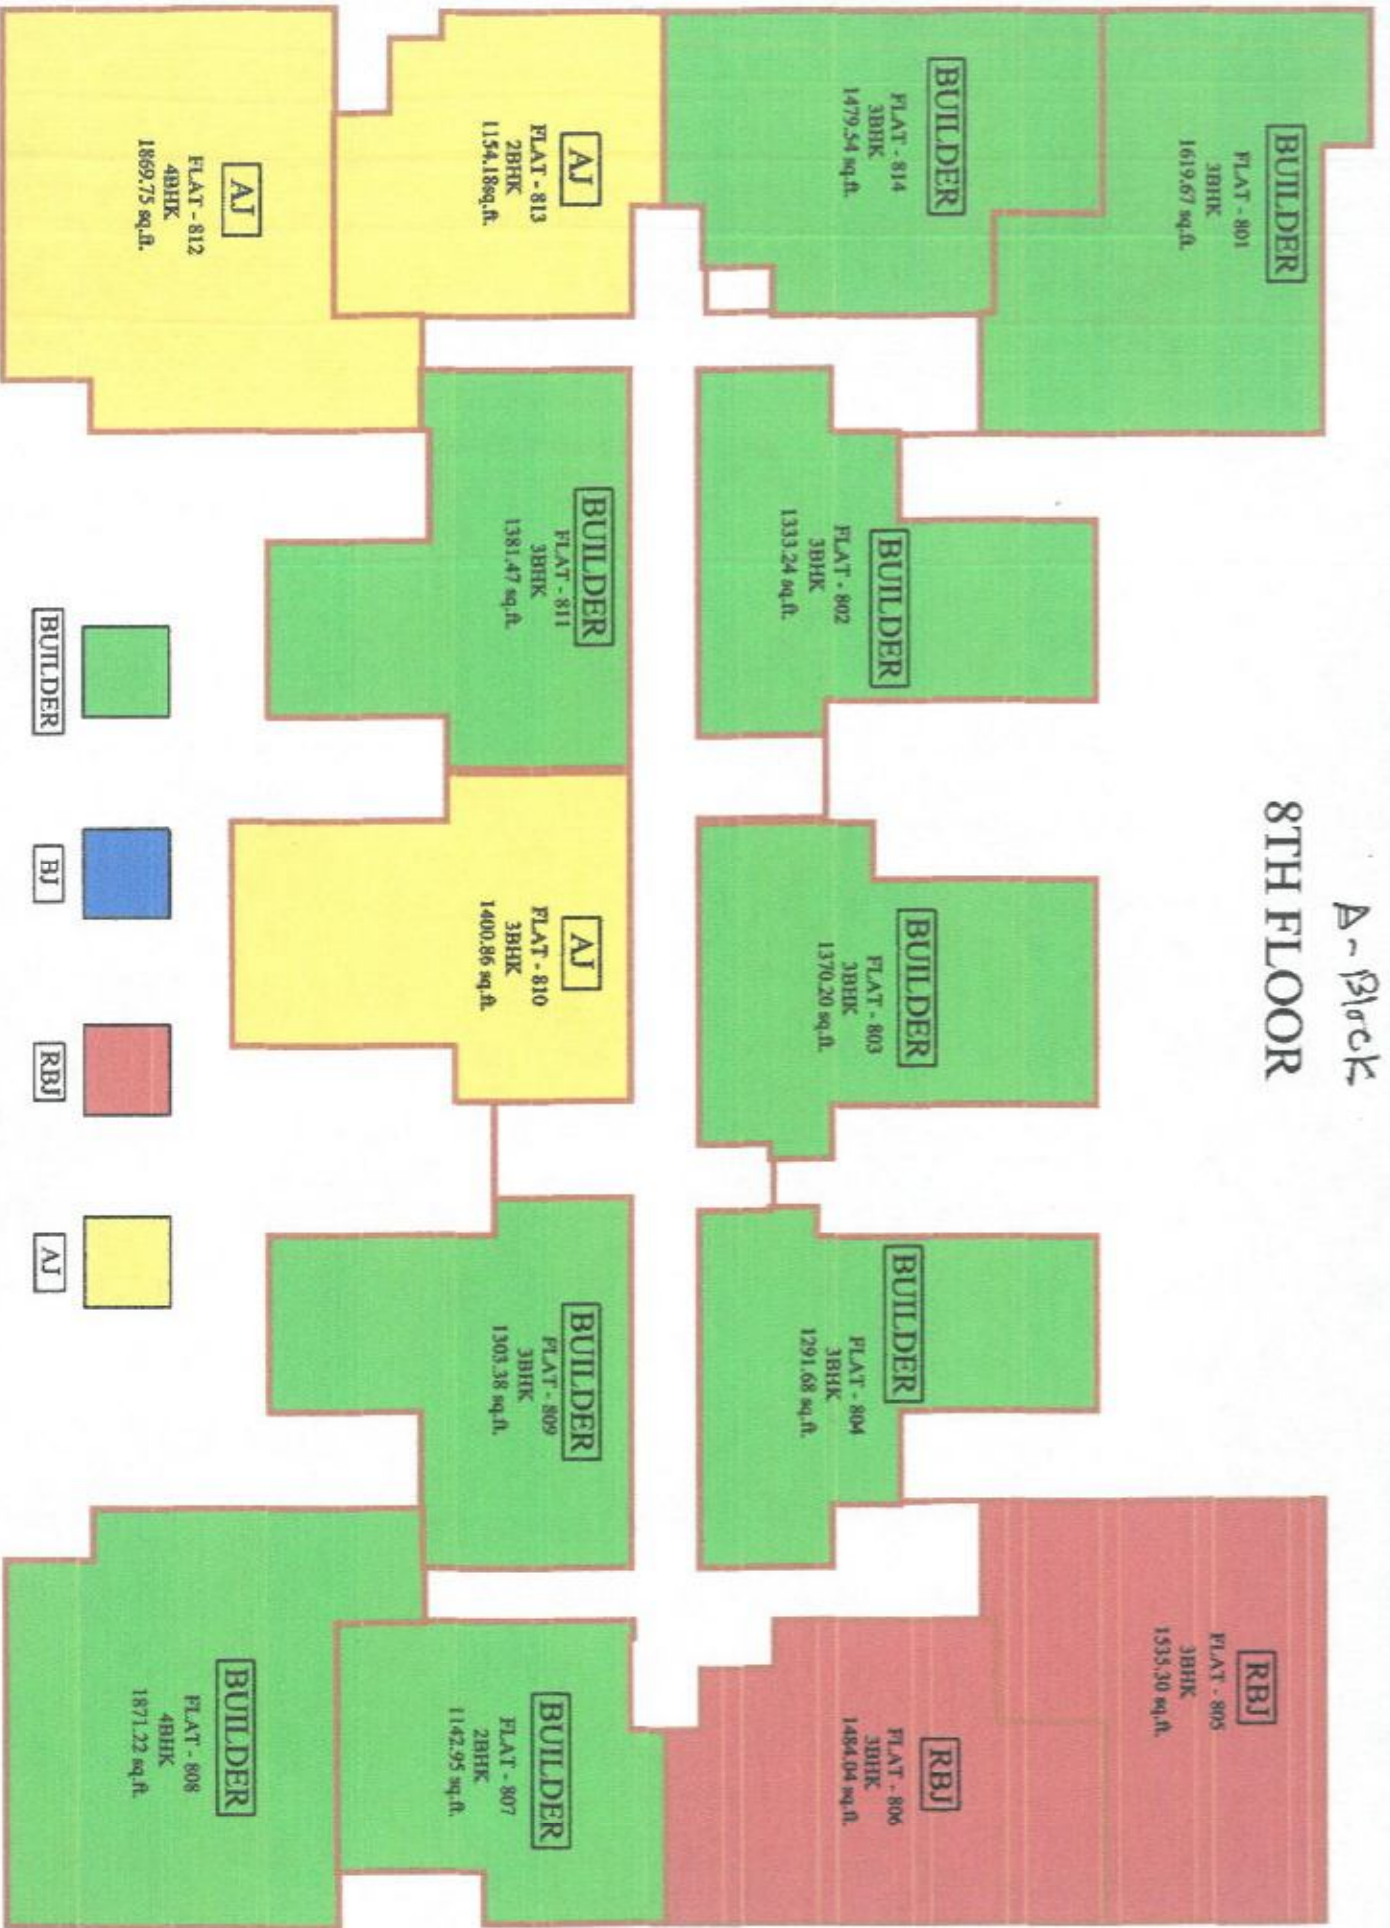 A-Block
8TH FLOOR
BUILDER
FLAT - 801
3BHK
1619.67 sq.ft.
BUILDER
FLAT - 814
3BHK
1479.54 sq.ft.
AJ
FLAT - 813
2BHK
1154.18sq.ft.
AJ
FLAT - 812
4BHK
1869.75 sq.ft.
BUILDER
FLAT - 802
3BHK
1333.24 sq.ft.
BUILDER
FLAT - 811
3BHK
1381.47 sq.ft.
BUILDER
FLAT - 803
3BHK
1370.20 sq.ft.
AJ
FLAT - 810
3BHK
1400.86 sq.ft.
BUILDER
FLAT - 804
3BHK
1291.68 sq.ft.
BUILDER
FLAT - 809
3BHK
1303.38 sq.ft.
RBJ
FLAT - 805
3BHK
1535.30 sq.ft.
RBJ
FLAT - 806
3BHK
1484.04 sq.ft.
BUILDER
FLAT - 807
2BHK
1142.95 sq.ft.
BUILDER
FLAT - 808
4BHK
1871.22 sq.ft.
BUILDER
BJ
RBJ
AJ